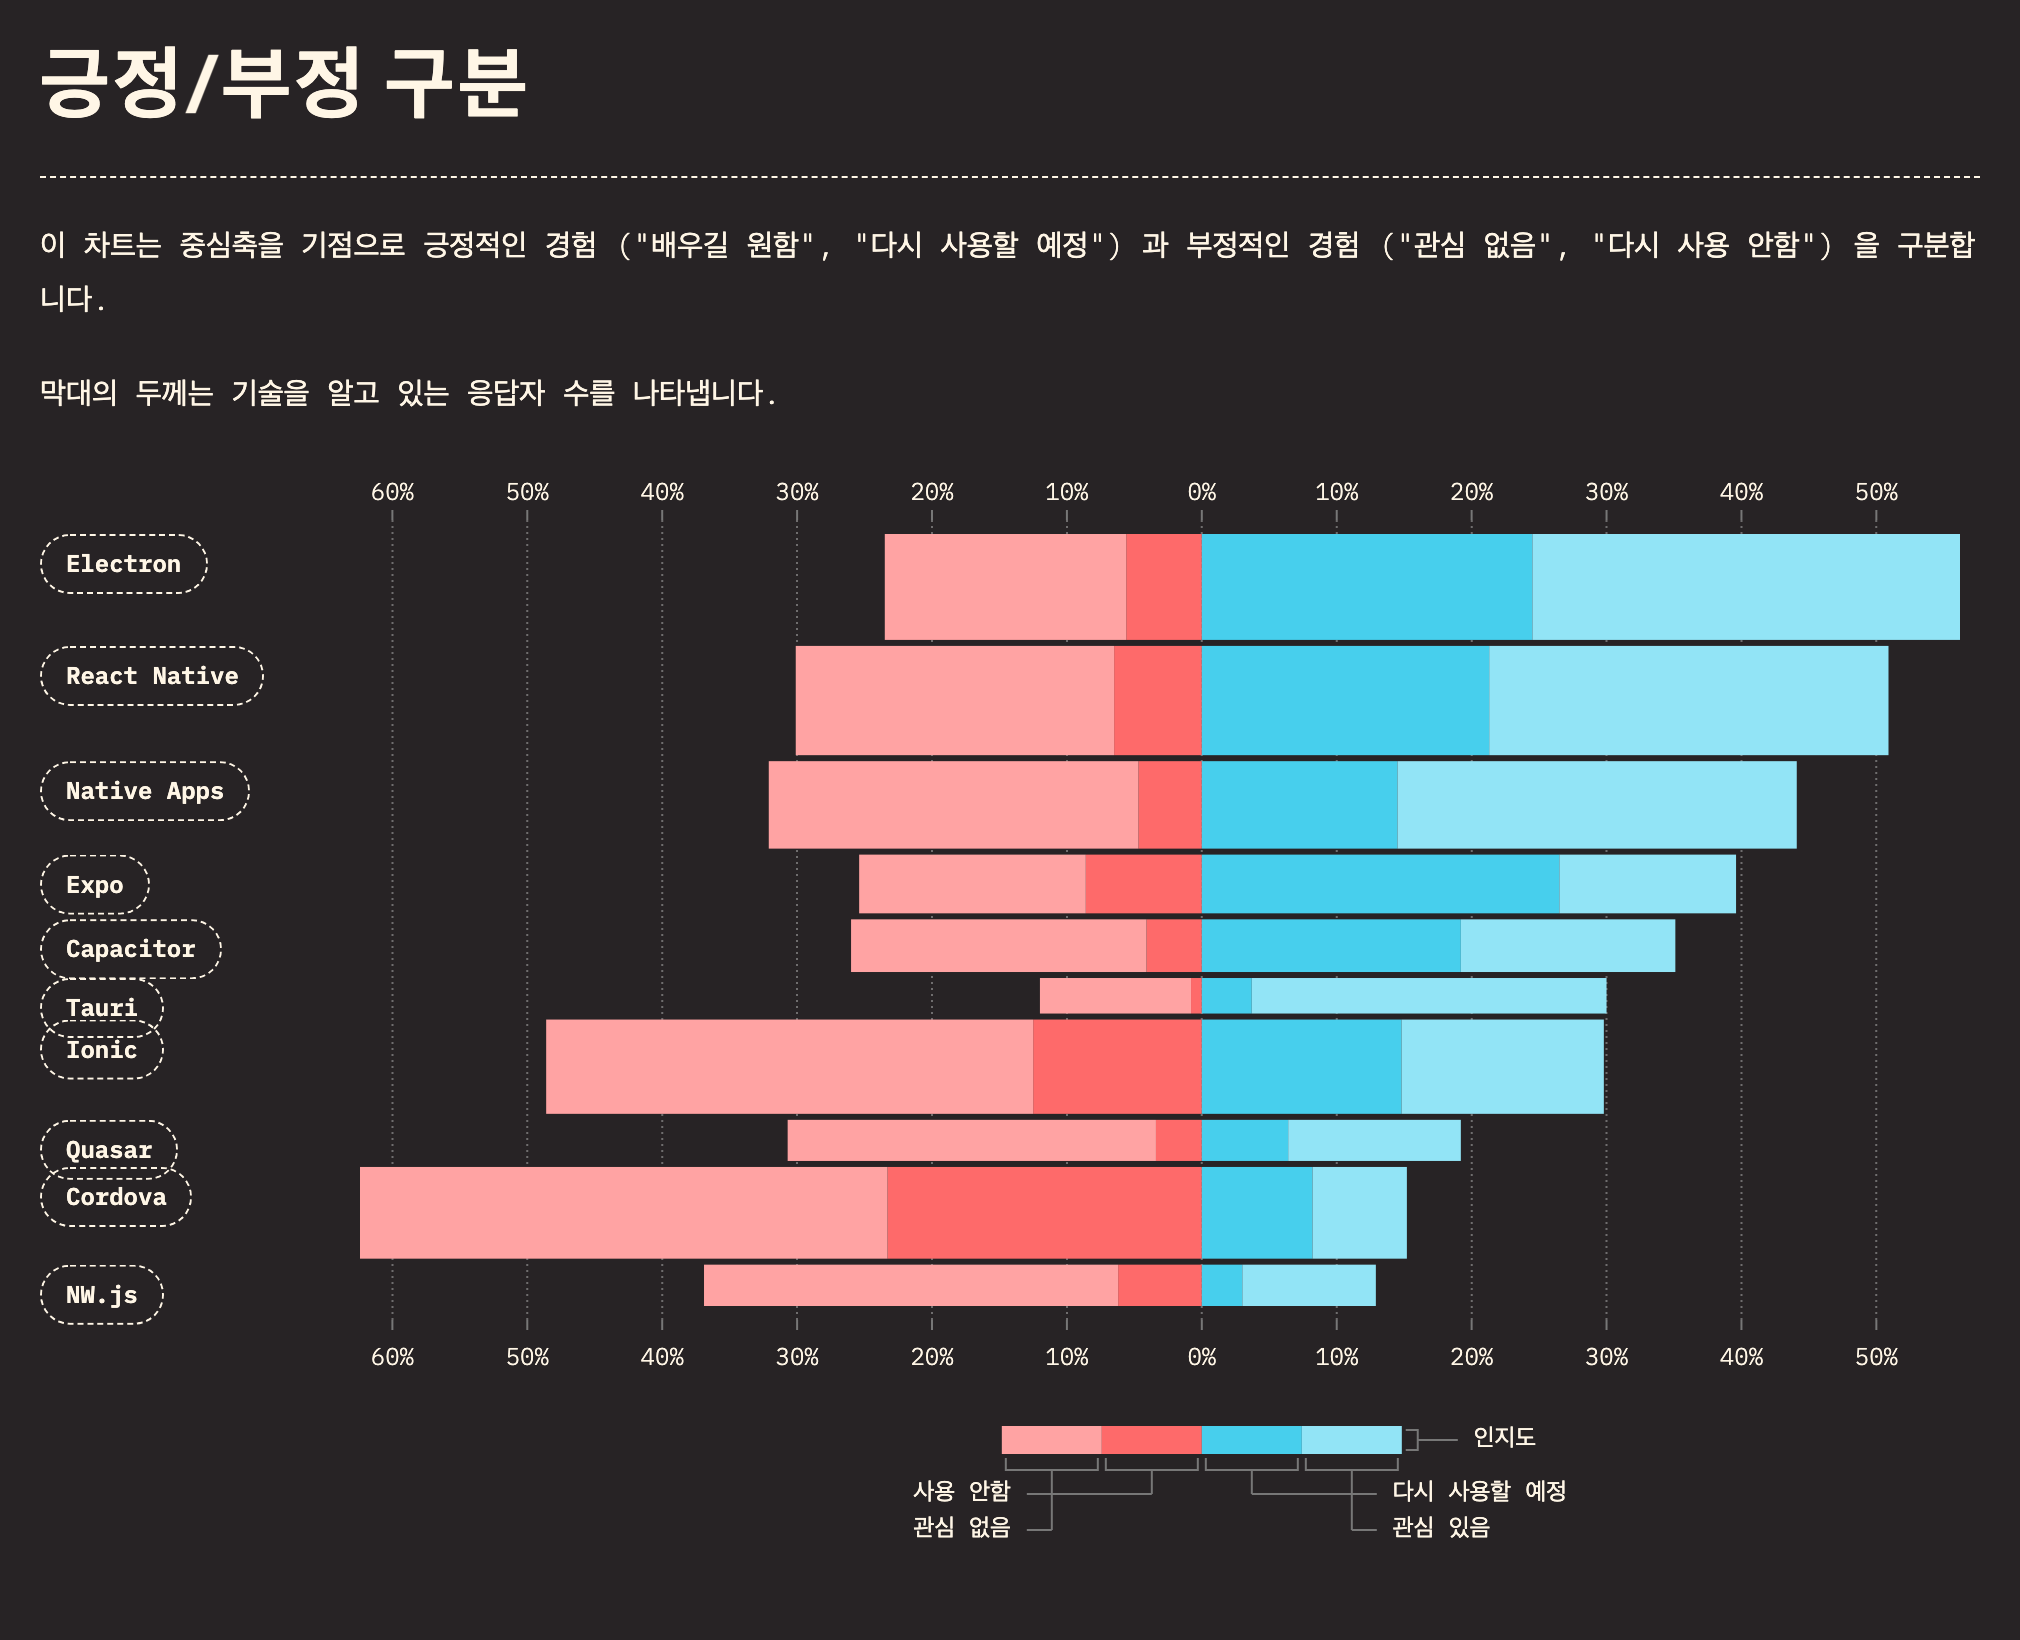 긍정/부정 구분
이 차트는 중심축을 기점으로 긍정적인 경험 ("배우길 원함", "다시 사용할 예정") 과 부정적인 경험 ("관심 없음", "다시 사용 안함") 을 구분합
니다.
막대의 두께는 기술을 알고 있는 응답자 수를 나타냅니다.
60% 50% 40% 30% 20% 10% 0% 10% 20% 30% 40% 50%
Electron
React Native
Native Apps
Expo
Capacitor
Tauri
Ionic
Quasar
Cordova
NW.js
60% 50% 40% 30% 20% 10% 0% 10% 20% 30% 40% 50%
인지도
사용 안함 다시 사용할 예정
관심 없음 관심 있음